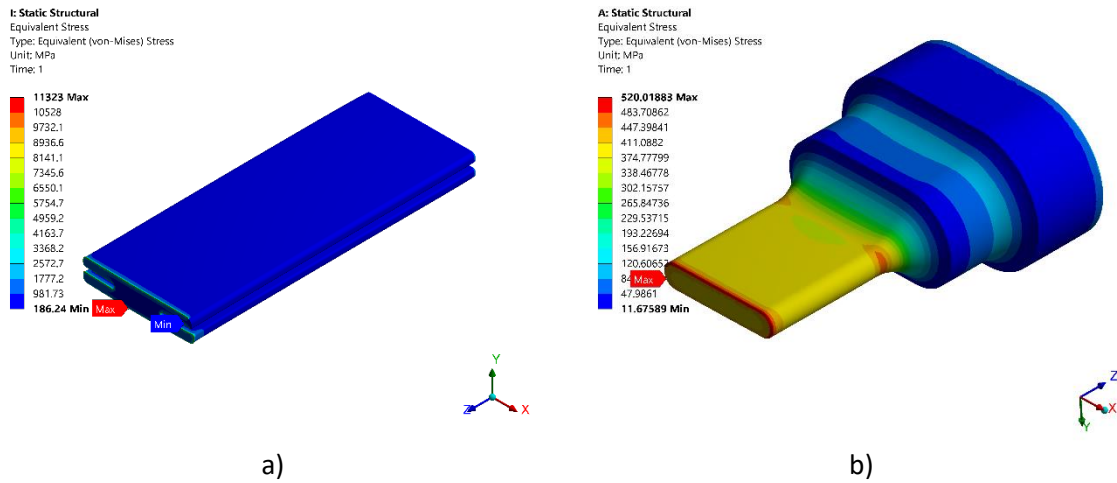 I: Static Structural
Equivalent Stress
Type: Equivalent (von-Mises) Stress
Unit: MPa
Time: 1
11323 Max
10528
9732.1
8936.6
8141.1
7345.6
6550.1
5754.7
4959.2
4163.7
3368.2
2572.7
1777.2
981.73
186.24 Min
Max
Min
Y
Z
X
a)
A: Static Structural
Equivalent Stress
Type: Equivalent (von-Mises) Stress
Unit: MPa
Time: 1
520.01883 Max
483.70862
447.39841
411.0882
374.77799
338.46778
302.15757
265.84736
229.53715
193.22694
156.91673
120.60652
47.9861
11.67589 Min
Max
Z
X
Y
b)